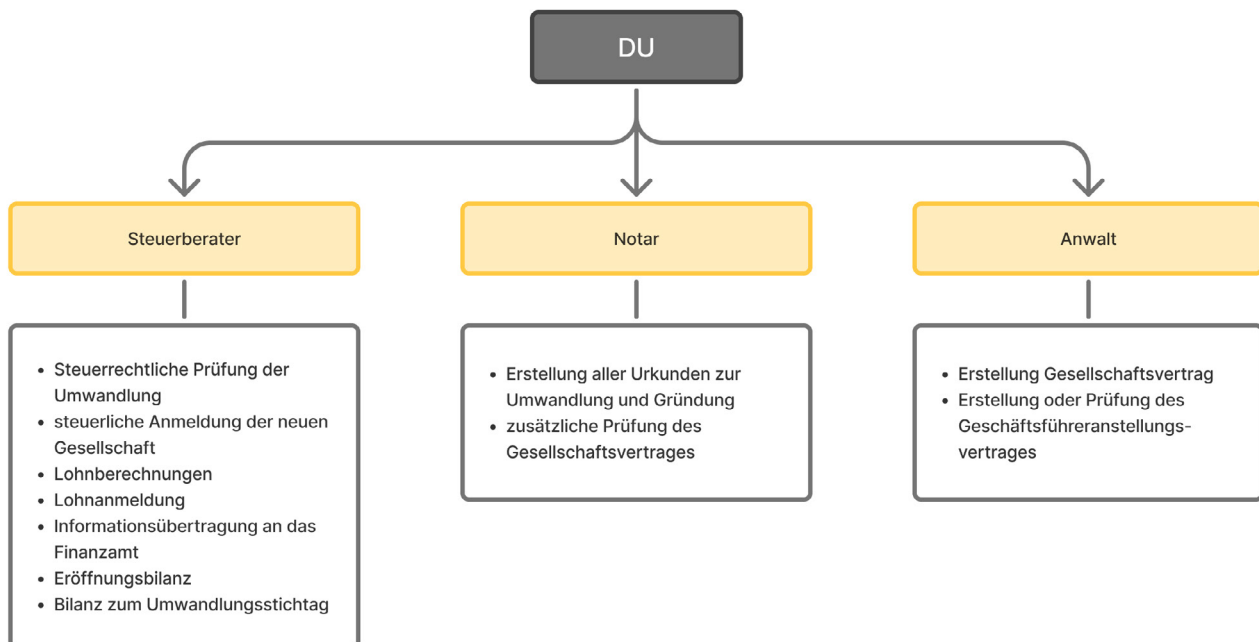 DU
Steuerberater
Notar
Anwalt
• Steuerrechtliche Prüfung der
Umwandlung
• steuerliche Anmeldung der neuen
Gesellschaft
• Lohnberechnungen
• Lohnanmeldung
• Informationsübertragung an das
Finanzamt
• Eröffnungsbilanz
• Bilanz zum Umwandlungsstichtag
• Erstellung aller Urkunden zur
Umwandlung und Gründung
• zusätzliche Prüfung des
Gesellschaftsvertrages
• Erstellung Gesellschaftsvertrag
• Erstellung oder Prüfung des
Geschäftsführeranstellungs-
vertrages